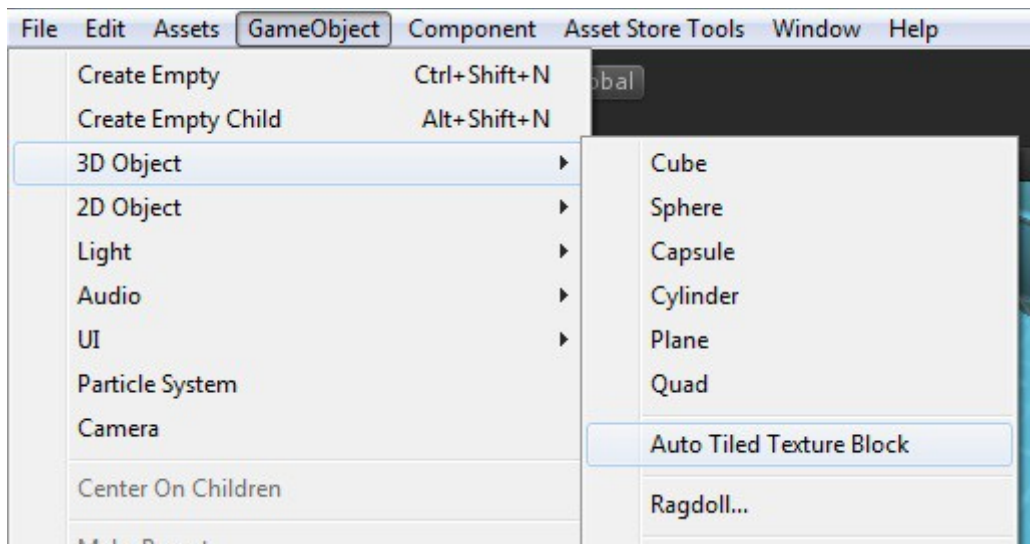 File Edit Assets GameObject Component Asset Store Tools Window Help
Create Empty Ctrl+Shift+N
Create Empty Child Alt+Shift+N
3D Object
2D Object
Light
Audio
UI
Particle System
Camera
Center On Children
Cube
Sphere
Capsule
Cylinder
Plane
Quad
Auto Tiled Texture Block
Ragdoll...